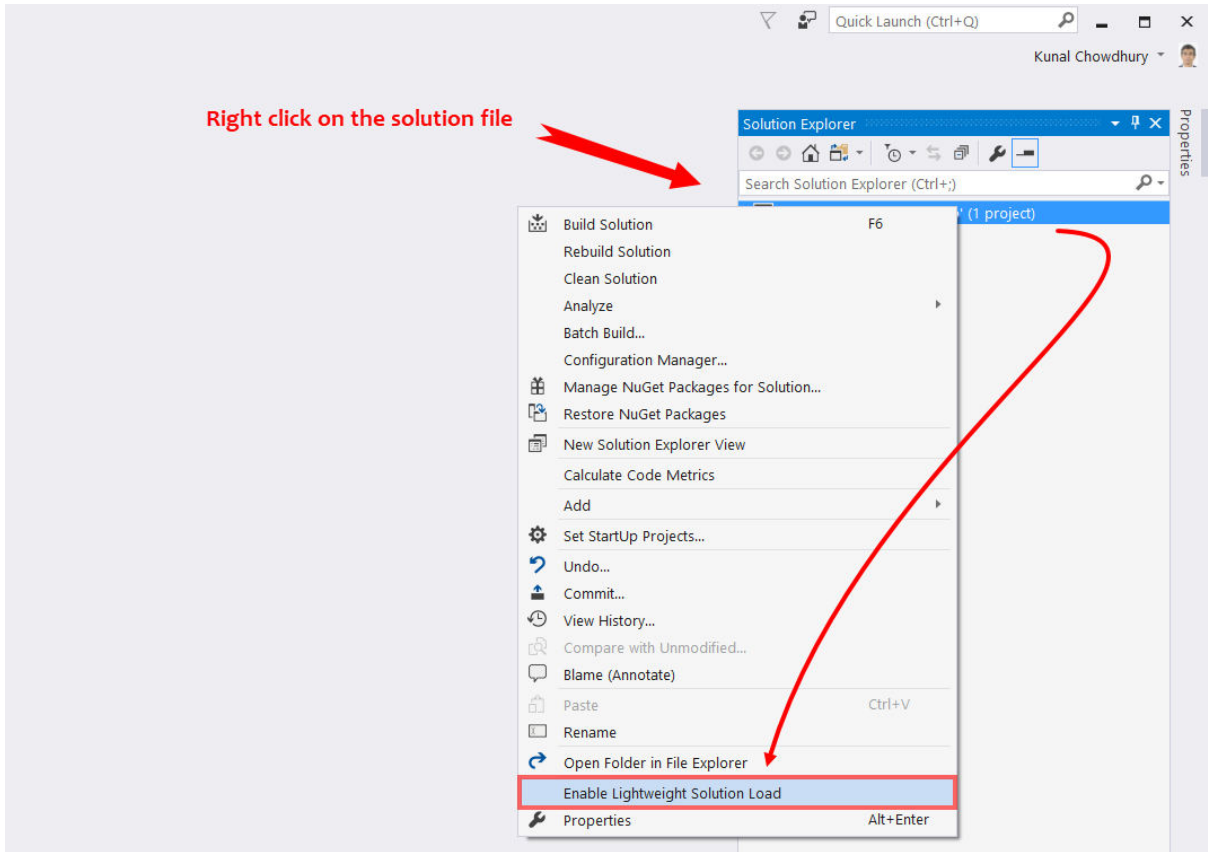 Quick Launch (Ctrl+Q)
Kunal Chowdhury
Right click on the solution file
Solution Explorer
Properties
Search Solution Explorer (Ctrl+;)
' (1 project)
Build Solution F6
Rebuild Solution
Clean Solution
Analyze
Batch Build...
Configuration Manager...
Manage NuGet Packages for Solution...
Restore NuGet Packages
New Solution Explorer View
Calculate Code Metrics
Add
Set StartUp Projects...
Undo...
Commit...
View History...
Compare with Unmodified...
Blame (Annotate)
Paste Ctrl+V
Rename
Open Folder in File Explorer
Enable Lightweight Solution Load
Properties Alt+Enter